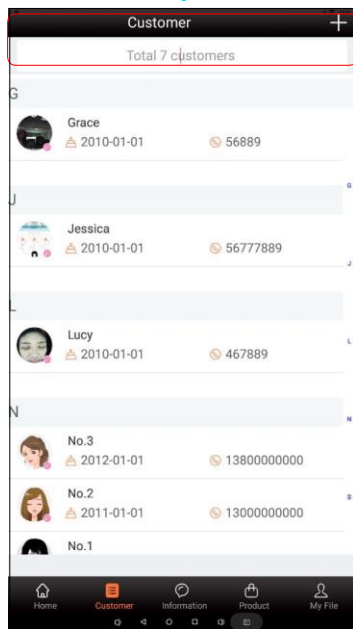 Customer
Total 7 customers
G
Grace
2010-01-01 56889
G
J
Jessica
2010-01-01 56777889
J
L
Lucy
2010-01-01 467889
L
N
N
No.3
2012-01-01 13800000000
No.2
2011-01-01 13000000000
S
No.1
Home Customer Information Product My File